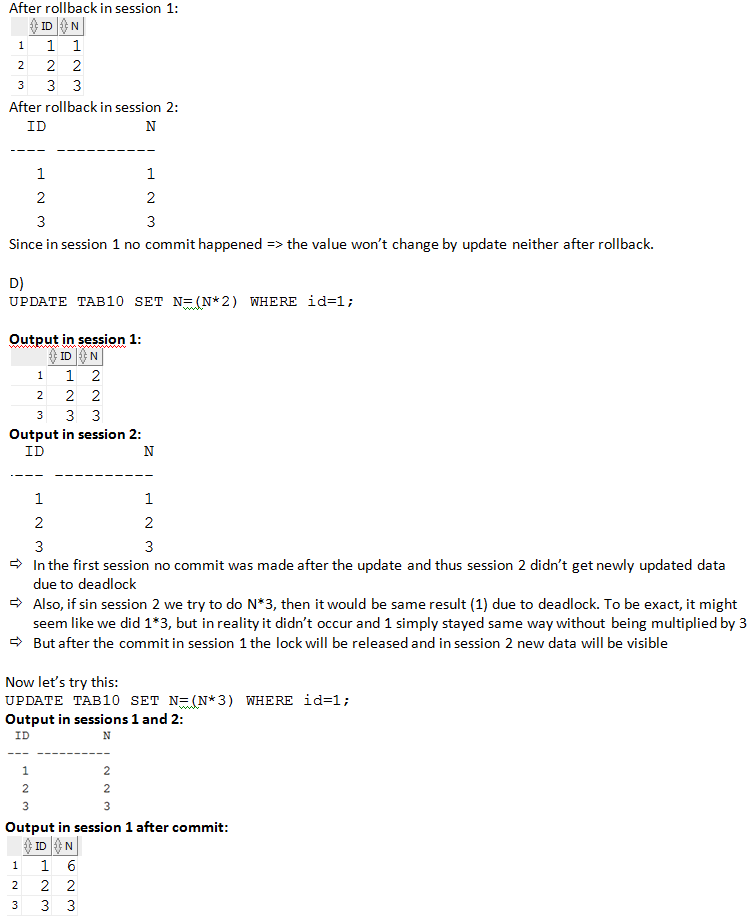 After rollback in session 1:
ID N
1 1 1
2 2 2
3 3 3
After rollback in session 2:
ID N
---- ----------
1 1
2 2
3 3
Since in session 1 no commit happened => the value won't change by update neither after rollback.
D)
UPDATE TAB10 SET N=(N*2) WHERE id=1;
Output in session 1:
ID N
1 1 2
2 2 2
3 3 3
Output in session 2:
ID N
---- ----------
1 1
2 2
3 3
⇒ In the first session no commit was made after the update and thus session 2 didn't get newly updated data
due to deadlock
⇒ Also, if sin session 2 we try to do N*3, then it would be same result (1) due to deadlock. To be exact, it might
seem like we did 1*3, but in reality it didn't occur and 1 simply stayed same way without being multiplied by 3
⇒ But after the commit in session 1 the lock will be released and in session 2 new data will be visible
Now let's try this:
UPDATE TAB10 SET N=(N*3) WHERE id=1;
Output in sessions 1 and 2:
ID N
--- ----------
1 2
2 2
3 3
Output in session 1 after commit:
ID N
1 1 6
2 2 2
3 3 3